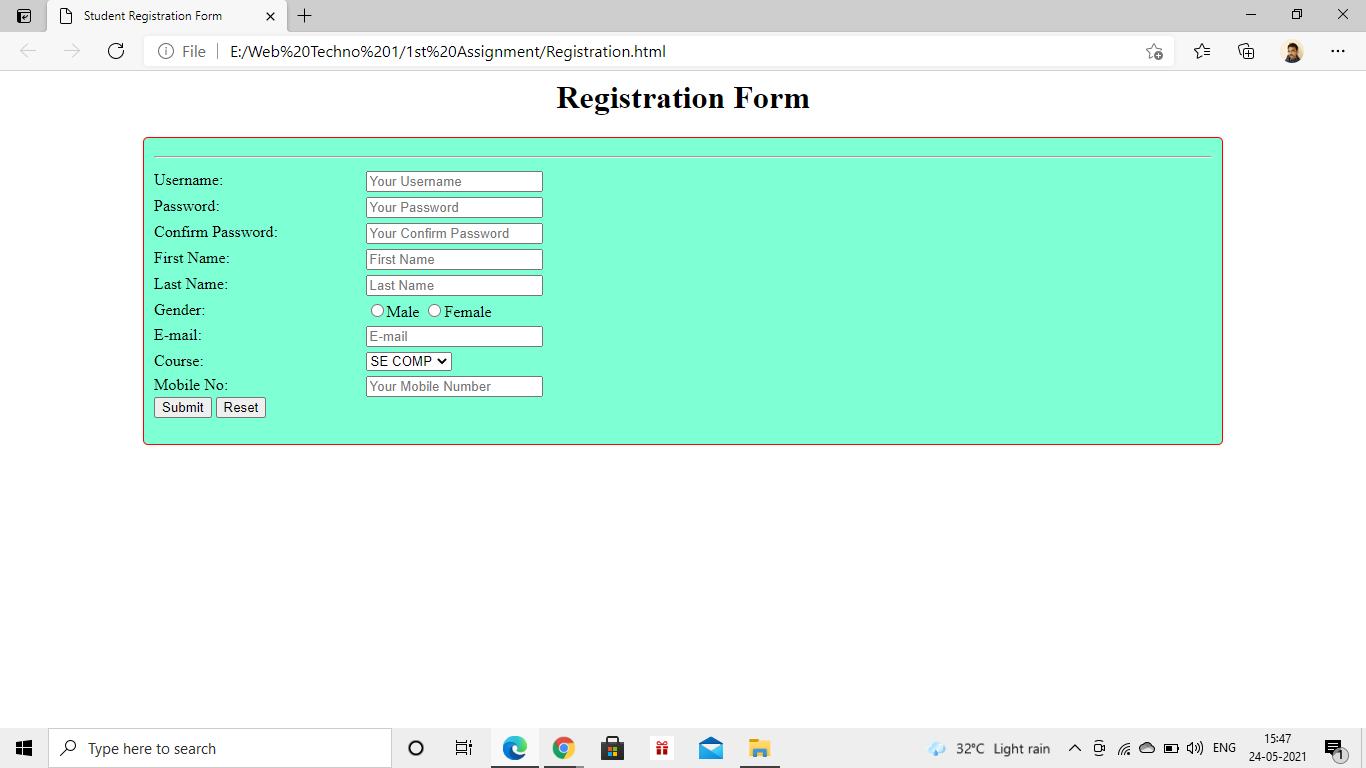 Student Registration Form
File E:/Web%20Techno%201/1st%20Assignment/Registration.html
Registration Form
Username: Your Username
Password: Your Password
Confirm Password: Your Confirm Password
First Name: First Name
Last Name: Last Name
Gender: Male Female
E-mail: E-mail
Course: SE COMP
Mobile No: Your Mobile Number
Submit Reset
Type here to search 32°C Light rain ENG 15:47
24-05-2021 1